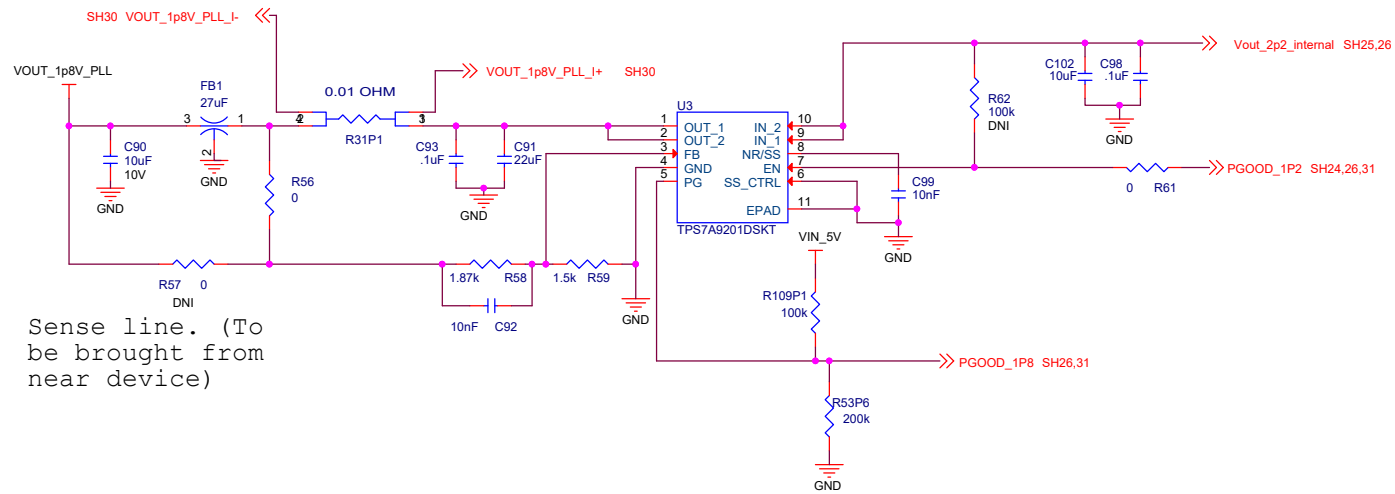 SH30 VOUT_1p8V_PLL_I-
VOUT_1p8V_PLL
VOUT_1p8V_PLL_I+ SH30
Vout_2p2_internal SH25,26
FB1
27uF
3
1
2
GND
0.01 OHM
4
2
3
1
R31P1
C90
10uF
10V
GND
R56
0
C93
.1uF
C91
22uF
GND
U3
1
2
3
4
5
OUT_1
OUT_2
FB
GND
PG
IN_2
IN_1
NR/SS
EN
SS_CTRL
EPAD
10
9
8
7
6
11
TPS7A9201DSKT
C102
10uF
C98
.1uF
GND
R62
100k
DNI
0
R61
PGOOD_1P2 SH24,26,31
C99
10nF
GND
R57 0
DNI
1.87k
R58
1.5k
R59
10nF
C92
GND
VIN_5V
R109P1
100k
PGOOD_1P8 SH26,31
R53P6
200k
GND
Sense line. (To
be brought from
near device)